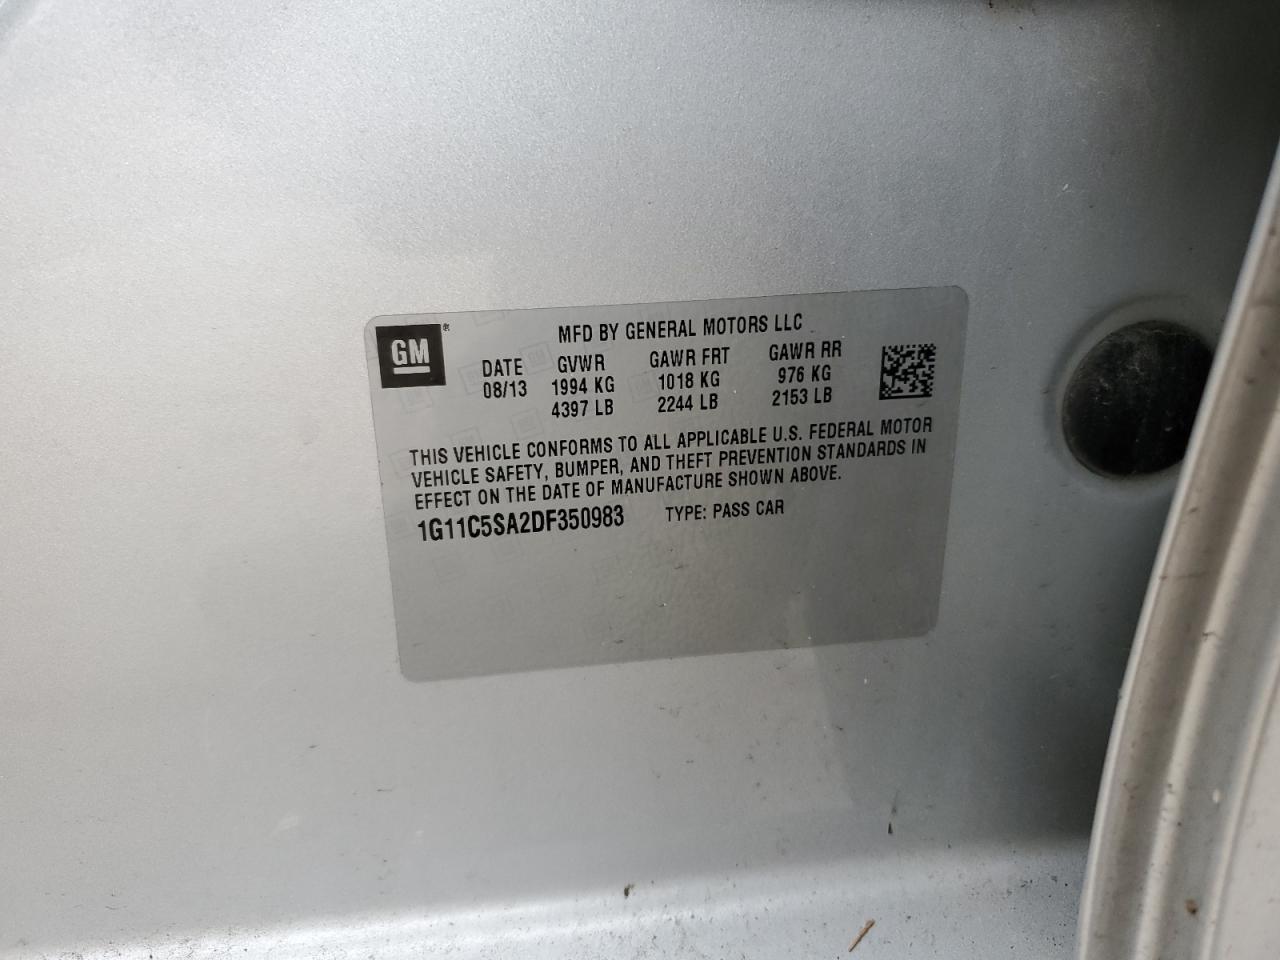 GM®
MFD BY GENERAL MOTORS LLC
DATE GVWR GAWR FRT GAWR RR
08/13 1994 KG 1018 KG 976 KG
4397 LB 2244 LB 2153 LB
THIS VEHICLE CONFORMS TO ALL APPLICABLE U.S. FEDERAL MOTOR
VEHICLE SAFETY, BUMPER, AND THEFT PREVENTION STANDARDS IN
EFFECT ON THE DATE OF MANUFACTURE SHOWN ABOVE.
1G11C5SA2DF350983 TYPE: PASS CAR